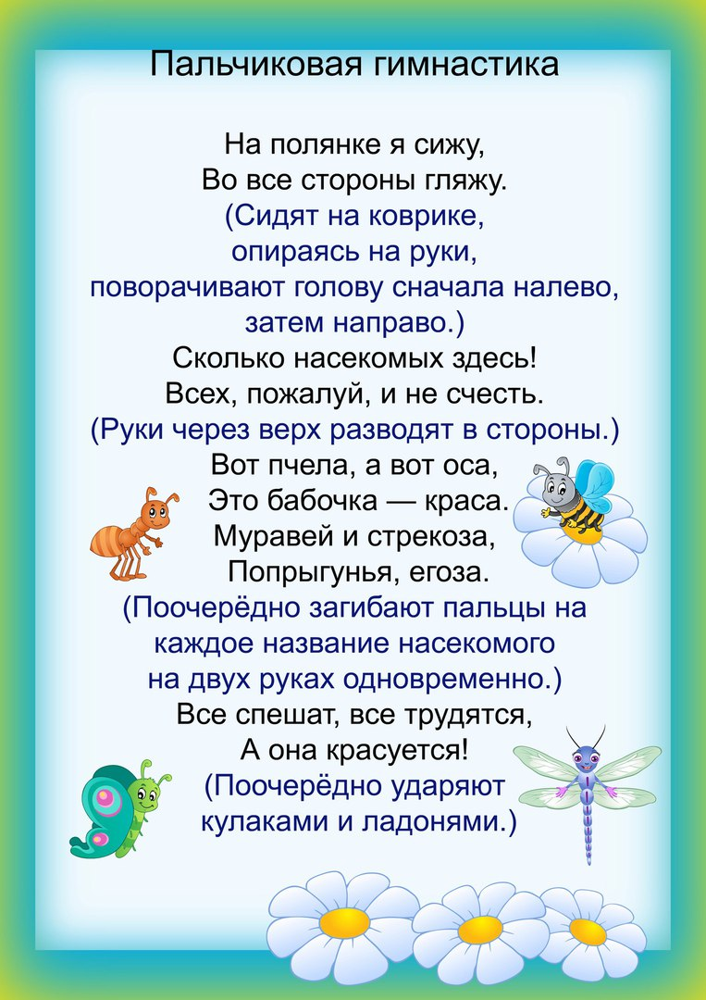 Пальчиковая гимнастика
На полянке я сижу,
Во все стороны гляжу.
(Сидят на коврике,
опираясь на руки,
поворачивают голову сначала налево,
затем направо.)
Сколько насекомых здесь!
Всех, пожалуй, и не счесть.
(Руки через верх разводят в стороны.)
Вот пчела, а вот оса,
Это бабочка — краса.
Муравей и стрекоза,
Попрыгунья, егоза.
(Поочерёдно загибают пальцы на
каждое название насекомого
на двух руках одновременно.)
Все спешат, все трудятся,
А она красуется!
(Поочерёдно ударяют
кулаками и ладонями.)